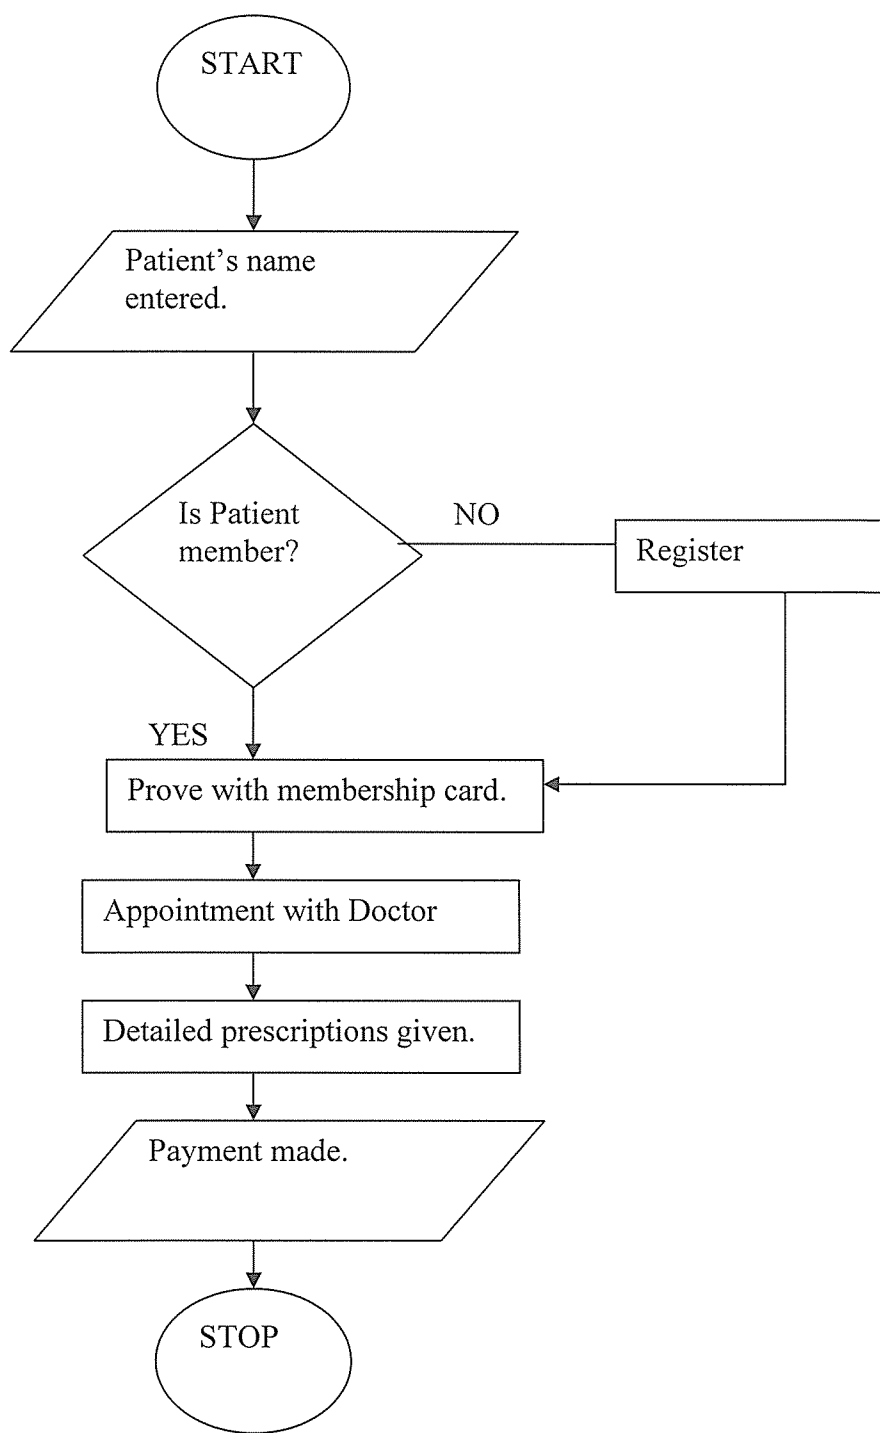 START
Patient’s name
entered.
Is Patient
member?
NO
Register
YES
Prove with membership card.
Appointment with Doctor
Detailed prescriptions given.
Payment made.
STOP